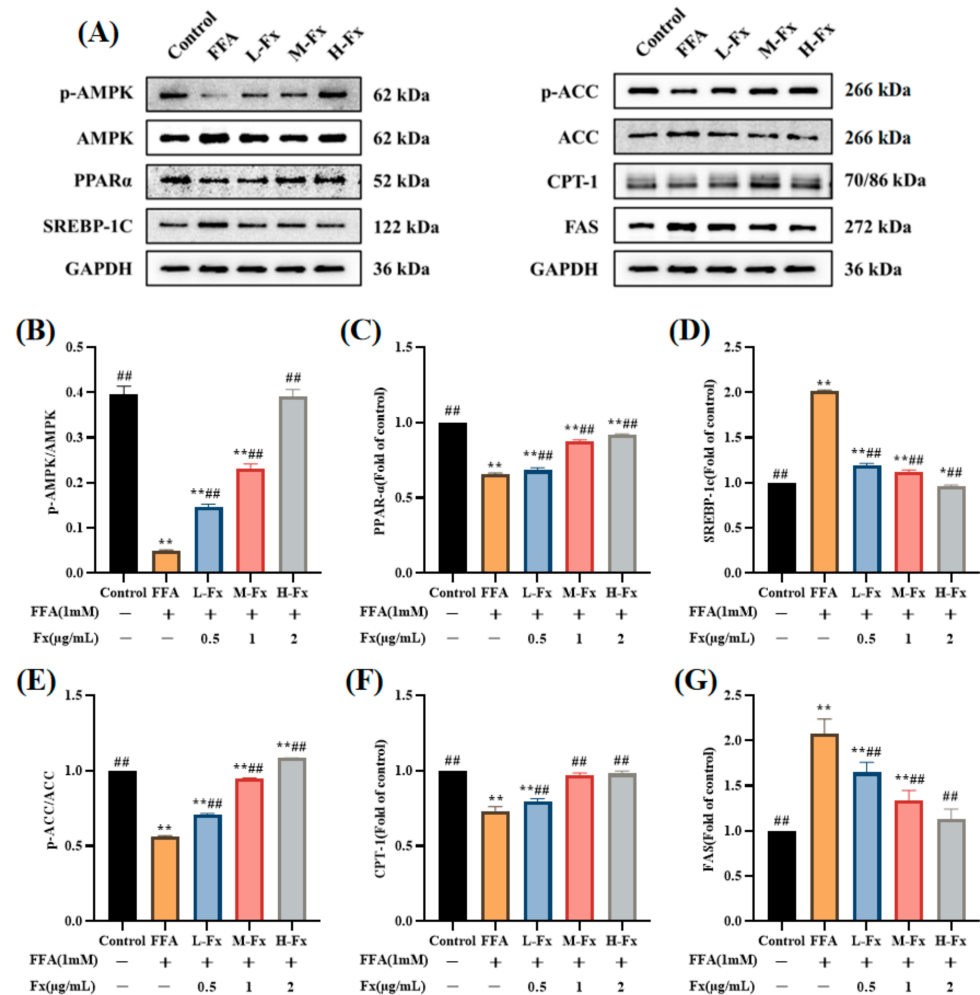 (A)
Control FFA L-Fx M-Fx H-Fx
p-AMPK 62 kDa
AMPK 62 kDa
PPARα 52 kDa
SREBP-1C 122 kDa
GAPDH 36 kDa
Control FFA L-Fx M-Fx H-Fx
p-ACC 266 kDa
ACC 266 kDa
CPT-1 70/86 kDa
FAS 272 kDa
GAPDH 36 kDa
(B)
p-AMPK/AMPK
0.5
0.4
0.3
0.2
0.1
0.0
## ** **## **## ##
Control FFA L-Fx M-Fx H-Fx
FFA(1mM) — + + + +
Fx(μg/mL) — — 0.5 1 2
(C)
PPAR-α(Fold of control)
1.5
1.0
0.5
0.0
## ** **## **## **##
Control FFA L-Fx M-Fx H-Fx
FFA(1mM) — + + + +
Fx(μg/mL) — — 0.5 1 2
(D)
SREBP-1c(Fold of control)
2.5
2.0
1.5
1.0
0.5
0.0
## ** **## **## *##
Control FFA L-Fx M-Fx H-Fx
FFA(1mM) — + + + +
Fx(μg/mL) — — 0.5 1 2
(E)
p-ACC/ACC
1.5
1.0
0.5
0.0
## ** **## **## **##
Control FFA L-Fx M-Fx H-Fx
FFA(1mM) — + + + +
Fx(μg/mL) — — 0.5 1 2
(F)
CPT-1(Fold of control)
1.5
1.0
0.5
0.0
## ** **## ## ##
Control FFA L-Fx M-Fx H-Fx
FFA(1mM) — + + + +
Fx(μg/mL) — — 0.5 1 2
(G)
FAS(Fold of control)
2.5
2.0
1.5
1.0
0.5
0.0
## ** **## **## ##
Control FFA L-Fx M-Fx H-Fx
FFA(1mM) — + + + +
Fx(μg/mL) — — 0.5 1 2